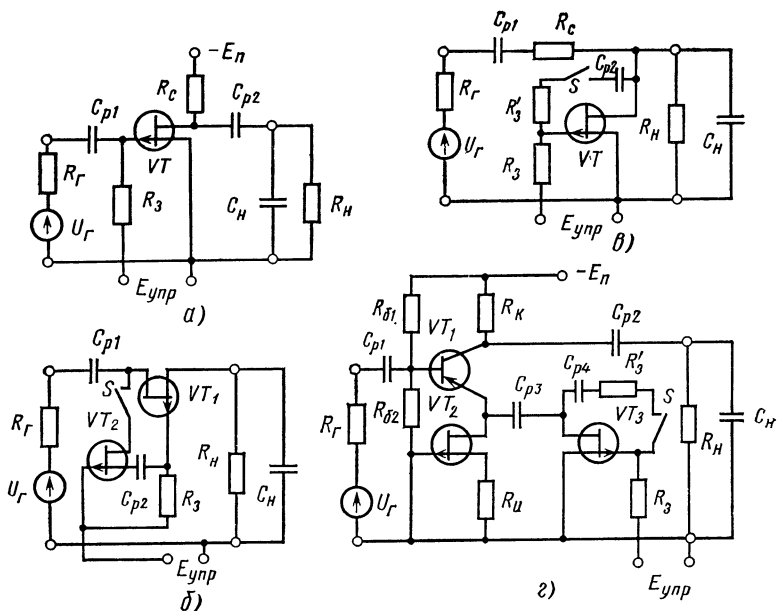 Cр1
Rг
Uг
-Eп
Rс
VT
Rз
Cр2
Cн
Rн
Eупр
а)
Cр1
Rс
Rг
Uг
S
Cр2
R'з
VT
Rз
Rн
Cн
Eупр
в)
Cр1
S
VT1
VT2
Rг
Uг
Cр2
Rз
Rн
Cн
Eупр
б)
-Eп
Rб1
Rк
Cр1
VT1
Cр2
Rб2
VT2
Cр3
Cр4
R'з
S
VT3
Rг
Uг
Rи
Rз
Rн
Cн
Eупр
г)